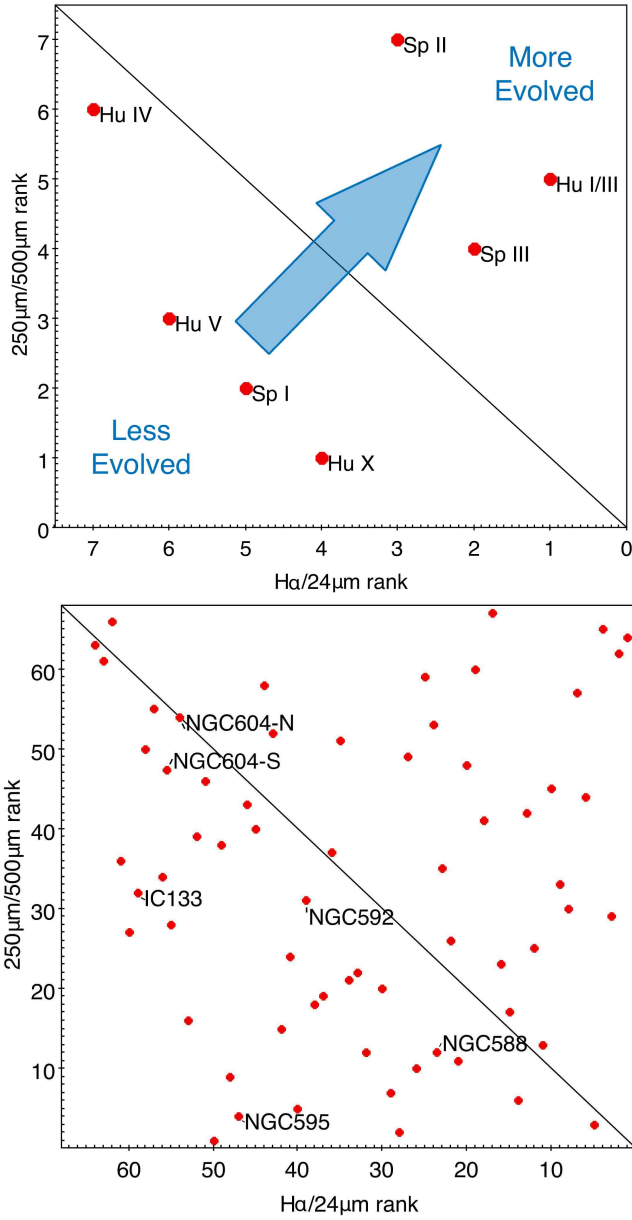 7
6
5
4
3
2
1
0
250μm/500μm rank
Sp II
More
Evolved
Hu IV
Hu I/III
Sp III
Hu V
Sp I
Less
Evolved
Hu X
7 6 5 4 3 2 1 0
Hα/24μm rank
60
50
40
30
20
10
250μm/500μm rank
NGC604-N
NGC604-S
IC133
NGC592
NGC588
NGC595
60 50 40 30 20 10
Hα/24μm rank